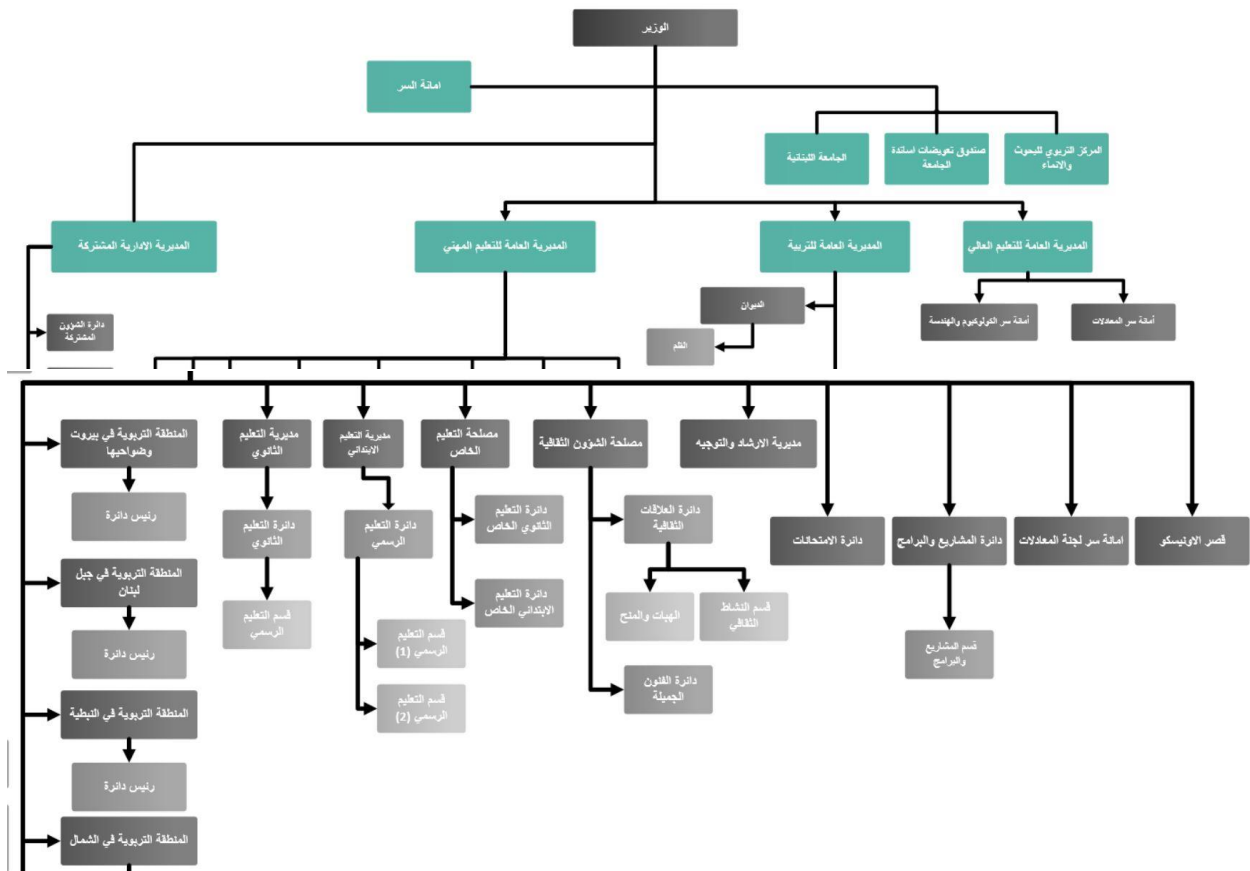 الوزير
امانة السر
الجامعة اللبنانية
صندوق تعويضات اساتذة
الجامعة
المركز التربوي للبحوث
والانماء
المديرية الادارية المشتركة
المديرية العامة للتعليم المهني
المديرية العامة للتربية
المديرية العامة للتعليم العالي
الديوان
القلم
أمانة سر الكولوكيوم والهندسة
أمانة سر المعادلات
دائرة الشؤون
المشتركة
المنطقة التربوية في بيروت
وضواحيها
رئيس دائرة
المنطقة التربوية في جبل
لبنان
رئيس دائرة
المنطقة التربوية في النبطية
رئيس دائرة
المنطقة التربوية في الشمال
مديرية التعليم
الثانوي
دائرة التعليم
الثانوي
قسم التعليم
الرسمي
مديرية التعليم
الابتدائي
دائرة التعليم
الرسمي
قسم التعليم
الرسمي (1)
قسم التعليم
الرسمي (2)
مصلحة التعليم
الخاص
دائرة التعليم
الثانوي الخاص
دائرة التعليم
الابتدائي الخاص
مصلحة الشؤون الثقافية
دائرة العلاقات
الثقافية
الهبات والمنح
قسم النشاط
الثقافي
دائرة الفنون
الجميلة
مديرية الارشاد والتوجيه
دائرة الامتحانات
دائرة المشاريع والبرامج
قسم المشاريع
والبرامج
امانة سر لجنة المعادلات
قصر الاونيسكو